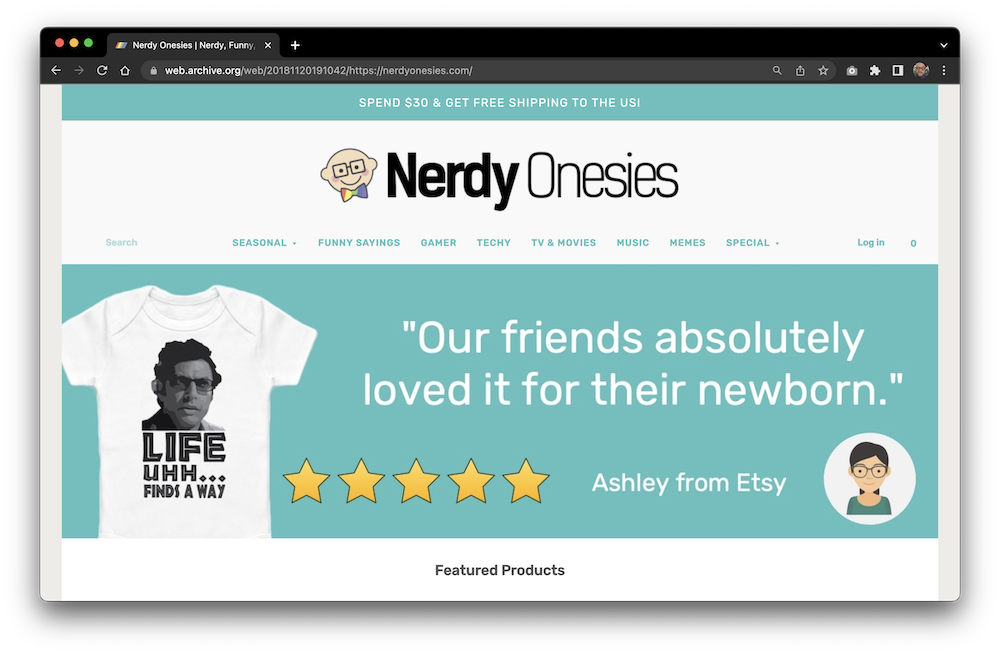 Nerdy Onesies | Nerdy, Funny,
web.archive.org/web/20181120191042/https://nerdyonesies.com/
SPEND $30 & GET FREE SHIPPING TO THE US!
Nerdy Onesies
Search SEASONAL FUNNY SAYINGS GAMER TECHY TV & MOVIES MUSIC MEMES SPECIAL Log in 0
"Our friends absolutely
loved it for their newborn."
LIFE
UHH...
FINDS A WAY
Ashley from Etsy
Featured Products